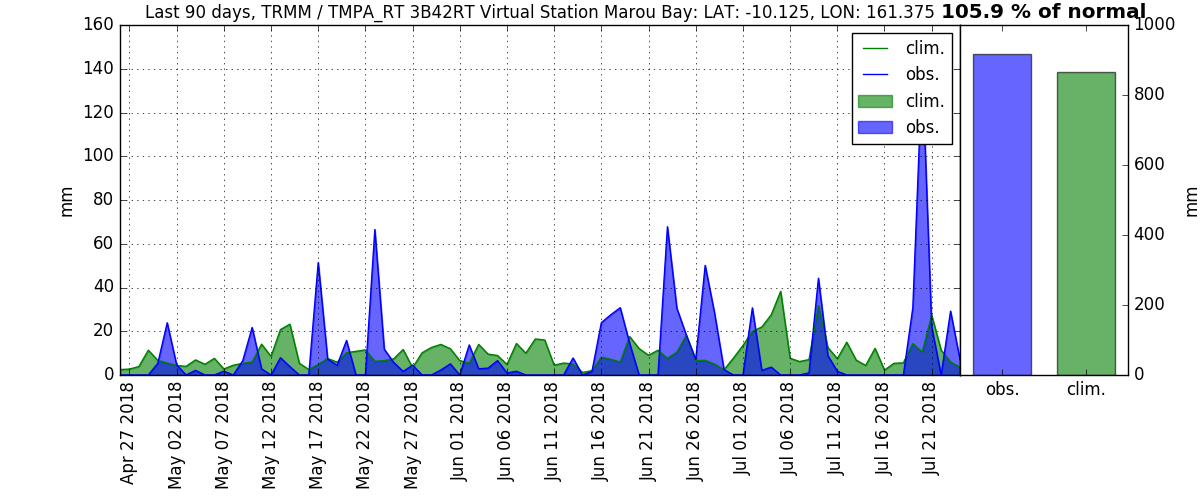 Last 90 days, TRMM / TMPA_RT 3B42RT Virtual Station Marou Bay: LAT: -10.125, LON: 161.375 105.9 % of normal
160
140
120
100
80
60
40
20
0
mm
clim.
obs.
clim.
obs.
1000
800
600
400
200
0
mm
Apr 27 2018
May 02 2018
May 07 2018
May 12 2018
May 17 2018
May 22 2018
May 27 2018
Jun 01 2018
Jun 06 2018
Jun 11 2018
Jun 16 2018
Jun 21 2018
Jun 26 2018
Jul 01 2018
Jul 06 2018
Jul 11 2018
Jul 16 2018
Jul 21 2018
obs.
clim.